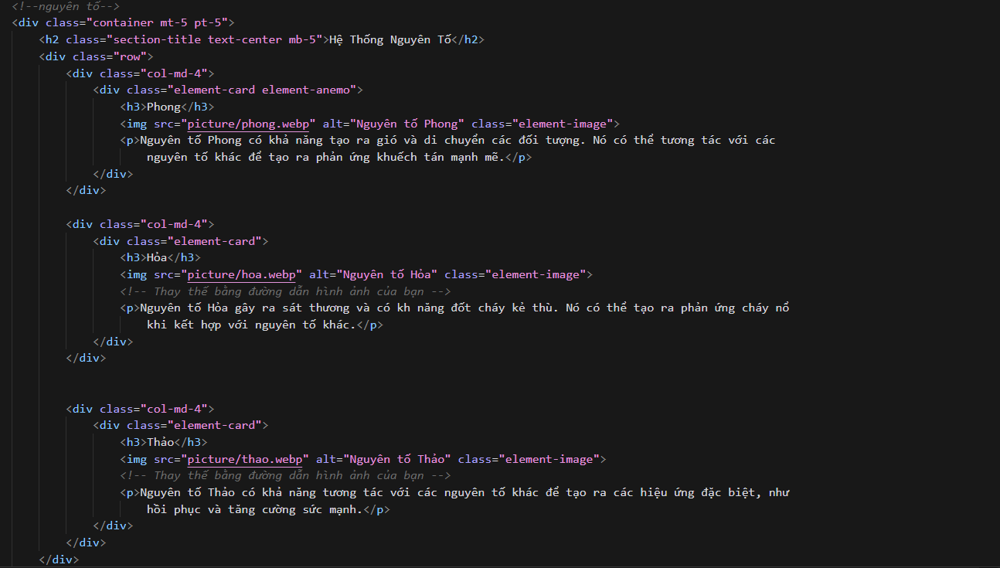 <!--nguyên tố-->
<div class="container mt-5 pt-5">
<h2 class="section-title text-center mb-5">Hệ Thống Nguyên Tố</h2>
<div class="row">
<div class="col-md-4">
<div class="element-card element-anemo">
<h3>Phong</h3>
<img src="picture/phong.webp" alt="Nguyên tố Phong" class="element-image">
<p>Nguyên tố Phong có khả năng tạo ra gió và di chuyển các đối tượng. Nó có thể tương tác với các
nguyên tố khác để tạo ra phản ứng khuếch tán mạnh mẽ.</p>
</div>
</div>
<div class="col-md-4">
<div class="element-card">
<h3>Hỏa</h3>
<img src="picture/hoa.webp" alt="Nguyên tố Hỏa" class="element-image">
<!-- Thay thế bằng đường dẫn hình ảnh của bạn -->
<p>Nguyên tố Hỏa gây ra sát thương và có kh năng đốt cháy kẻ thù. Nó có thể tạo ra phản ứng cháy nổ
khi kết hợp với nguyên tố khác.</p>
</div>
</div>
<div class="col-md-4">
<div class="element-card">
<h3>Thảo</h3>
<img src="picture/thao.webp" alt="Nguyên tố Thảo" class="element-image">
<!-- Thay thế bằng đường dẫn hình ảnh của bạn -->
<p>Nguyên tố Thảo có khả năng tương tác với các nguyên tố khác để tạo ra các hiệu ứng đặc biệt, như
hồi phục và tăng cường sức mạnh.</p>
</div>
</div>
</div>